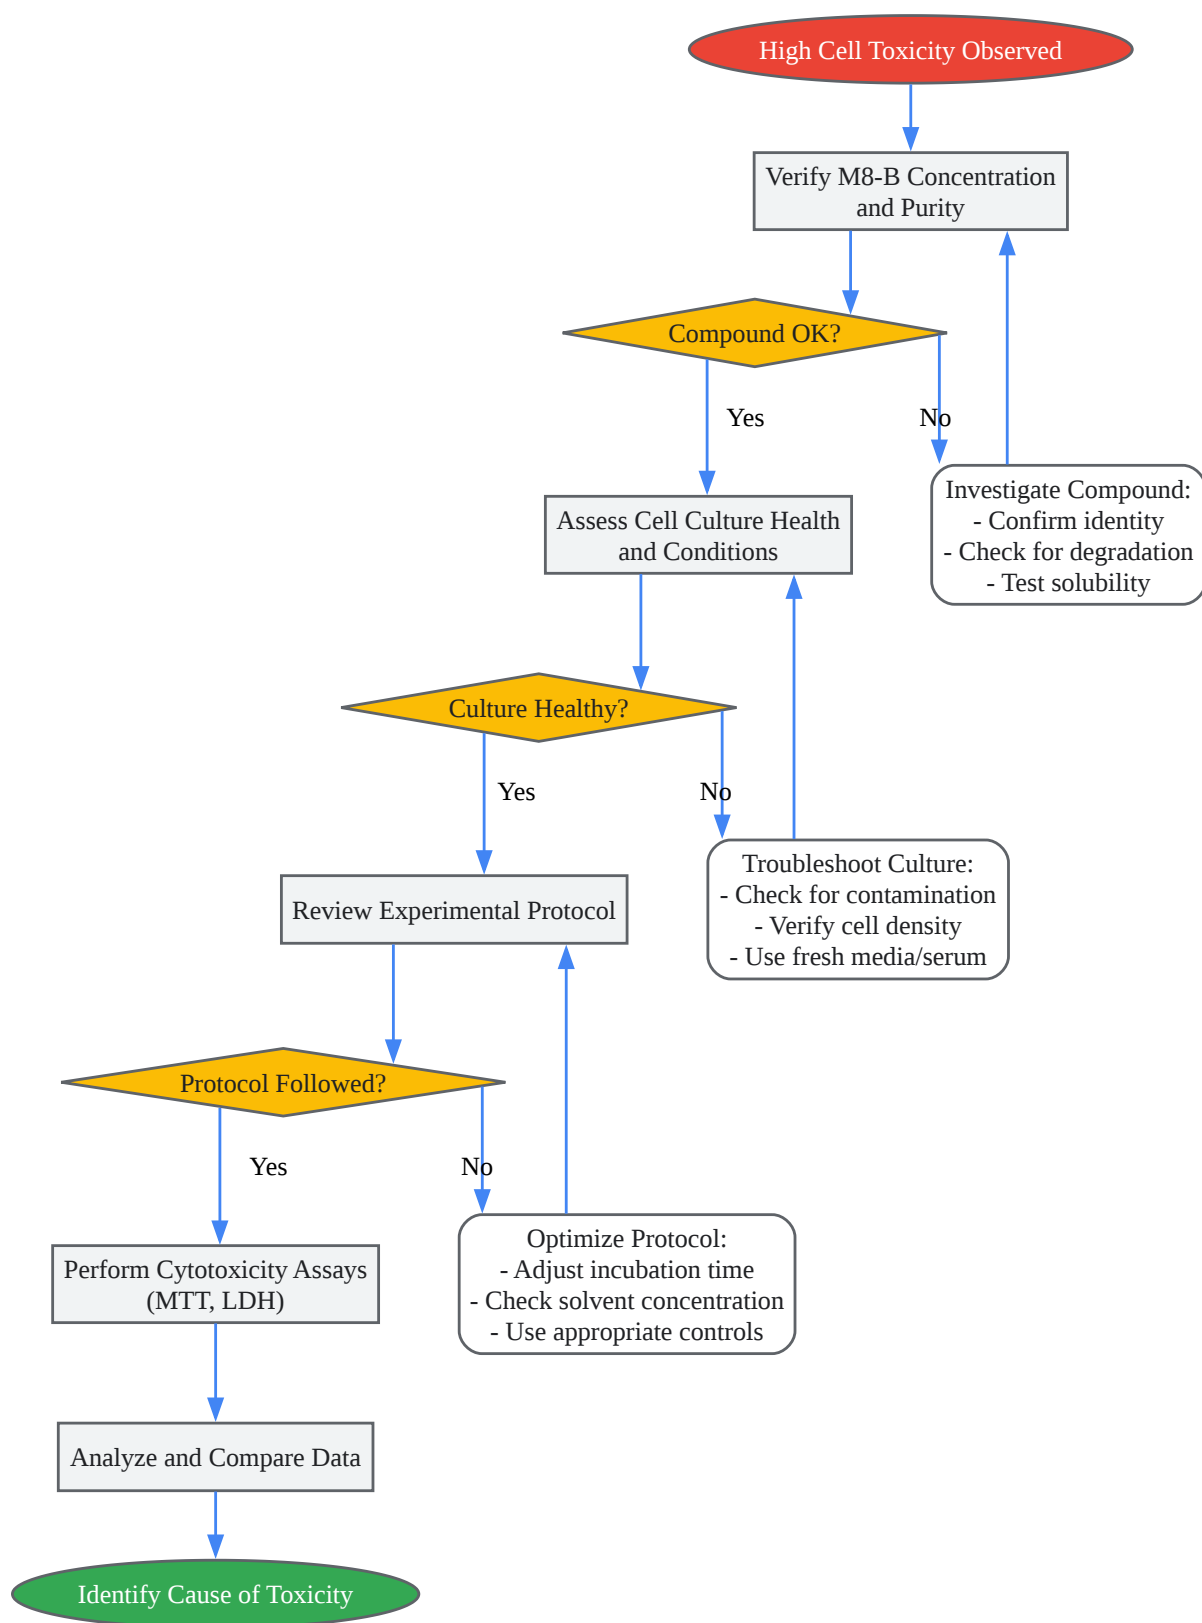 High Cell Toxicity Observed
Verify M8-B Concentration
and Purity
Compound OK?
Yes
No
Investigate Compound:
- Confirm identity
- Check for degradation
- Test solubility
Assess Cell Culture Health
and Conditions
Culture Healthy?
Yes
No
Troubleshoot Culture:
- Check for contamination
- Verify cell density
- Use fresh media/serum
Review Experimental Protocol
Protocol Followed?
Yes
No
Optimize Protocol:
- Adjust incubation time
- Check solvent concentration
- Use appropriate controls
Perform Cytotoxicity Assays
(MTT, LDH)
Analyze and Compare Data
Identify Cause of Toxicity